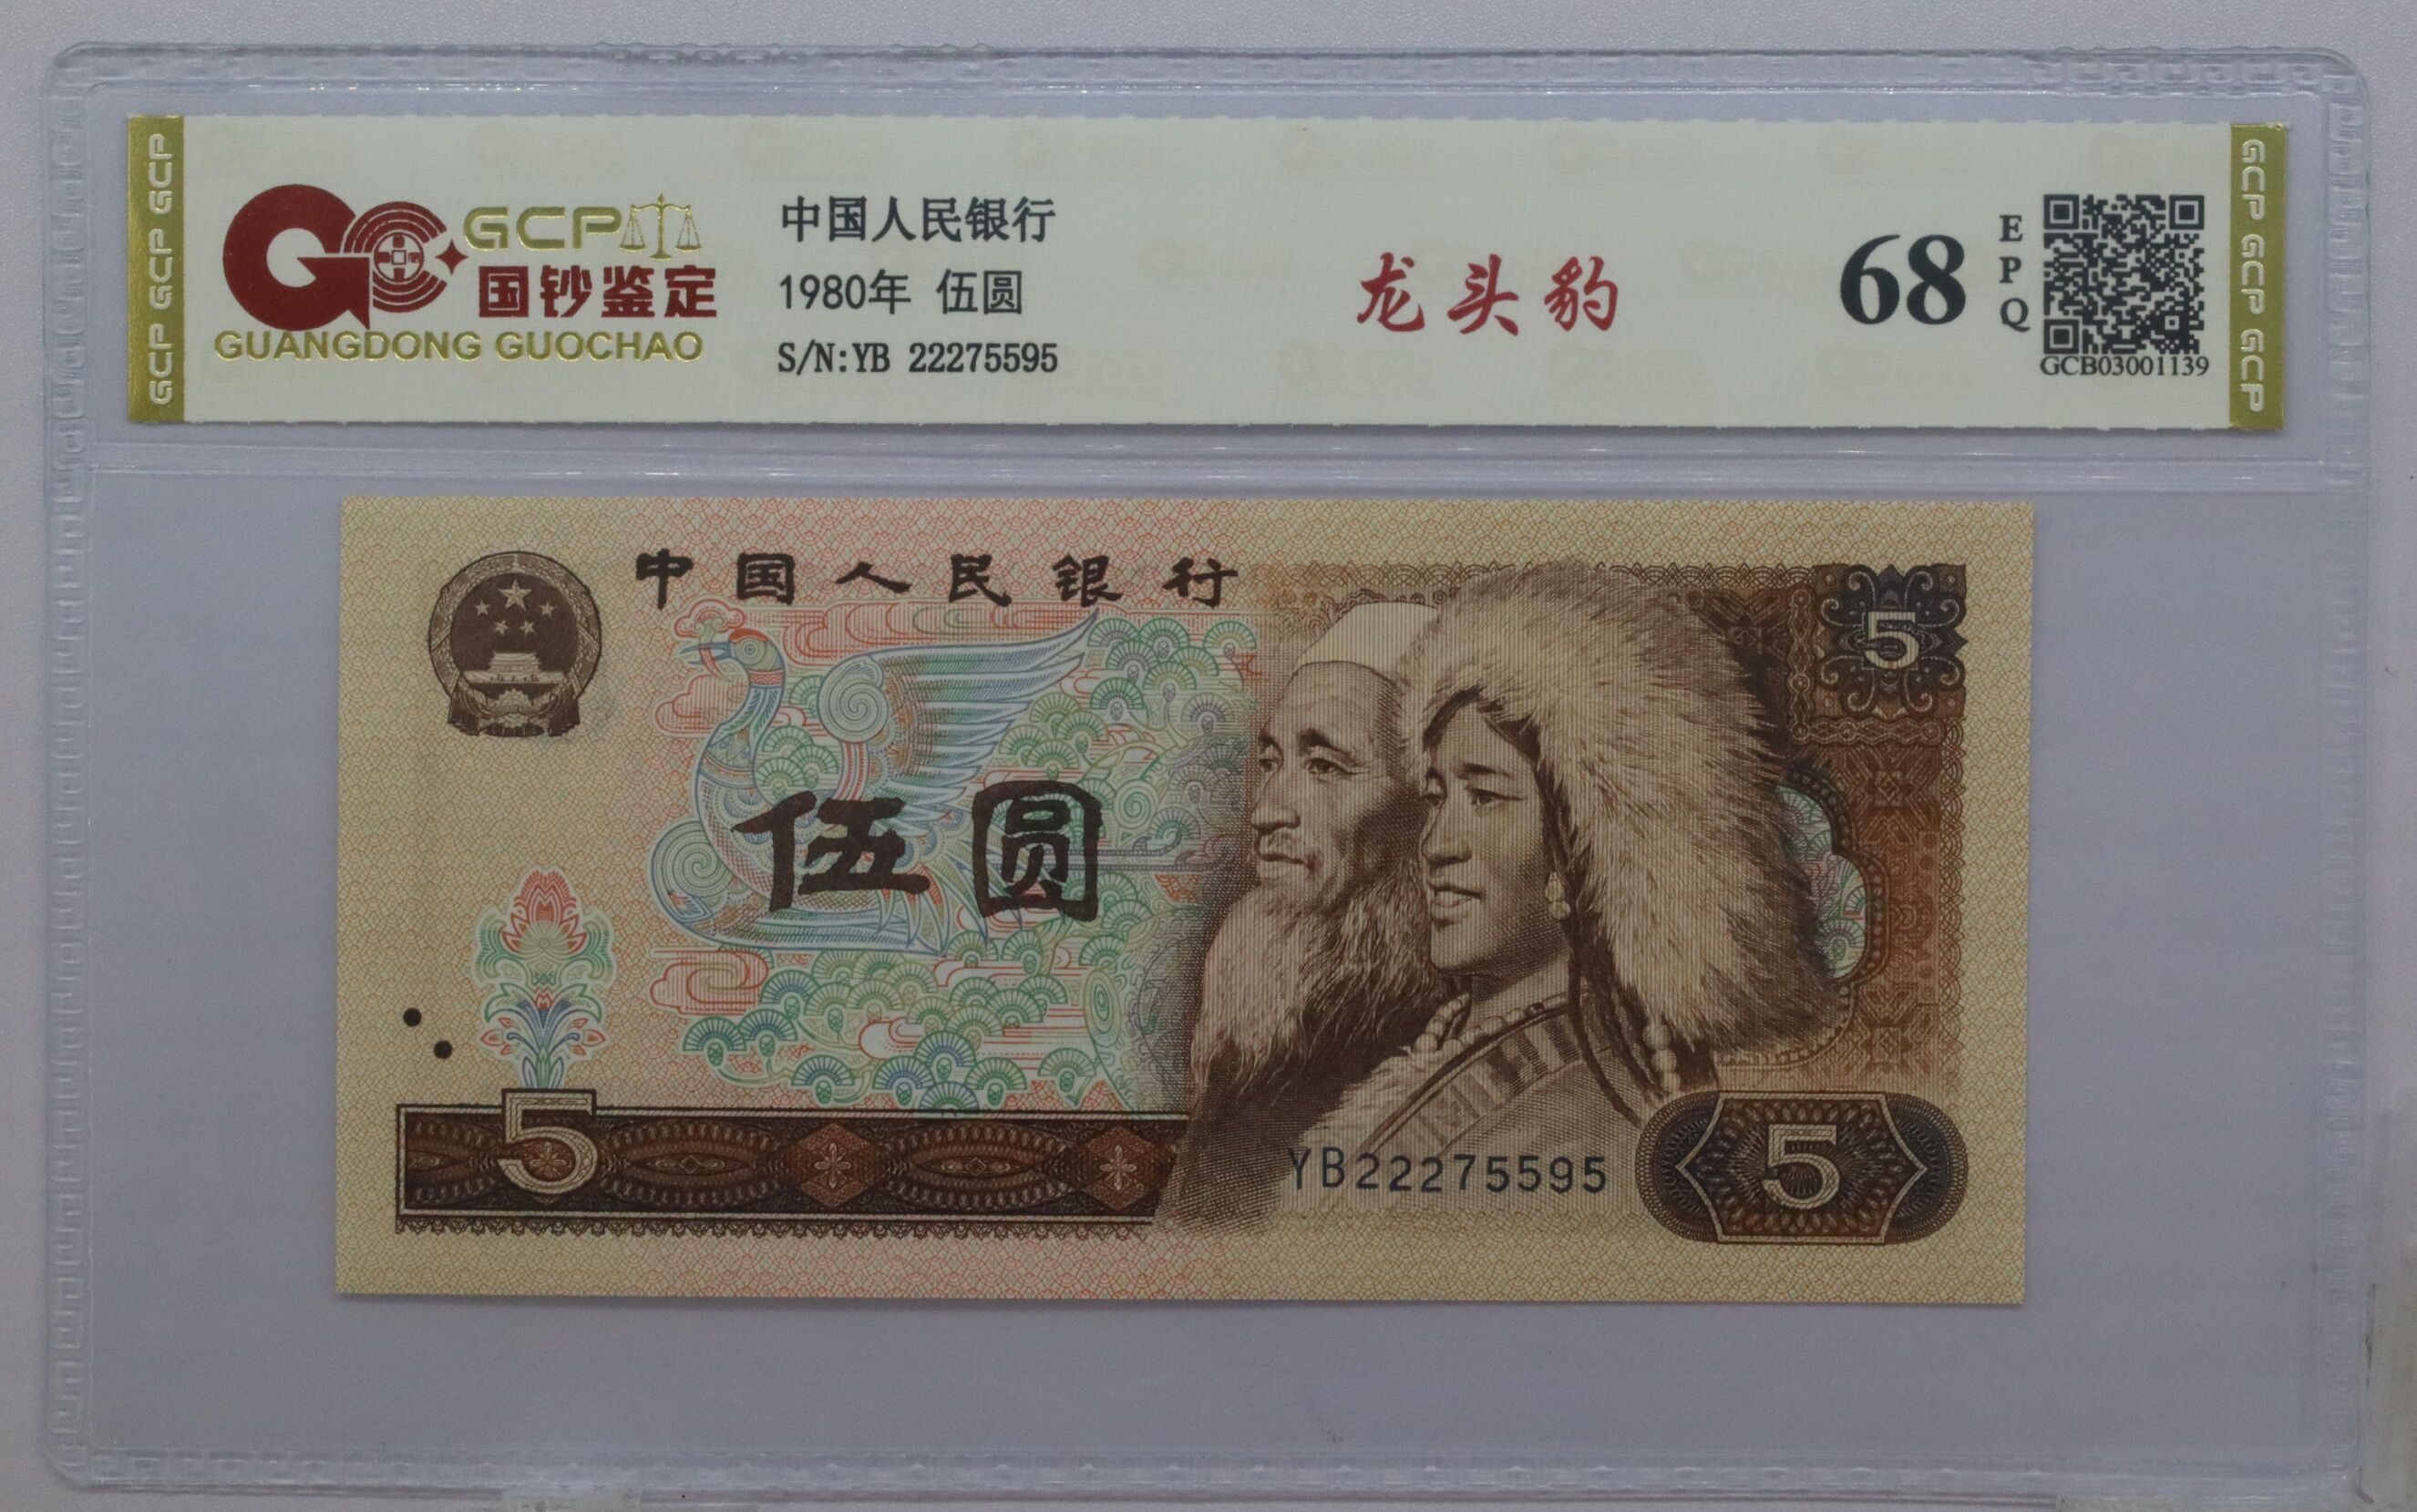 GCP GCP GCP
GCP
国钞鉴定
GUANGDONG GUOCHAO
中国人民银行
1980年 伍圆
S/N:YB 22275595
龙头豹
68
EPQ
GCB03001139
GCP GCP GCP
中国人民银行
5
伍圆
5
YB22275595
5